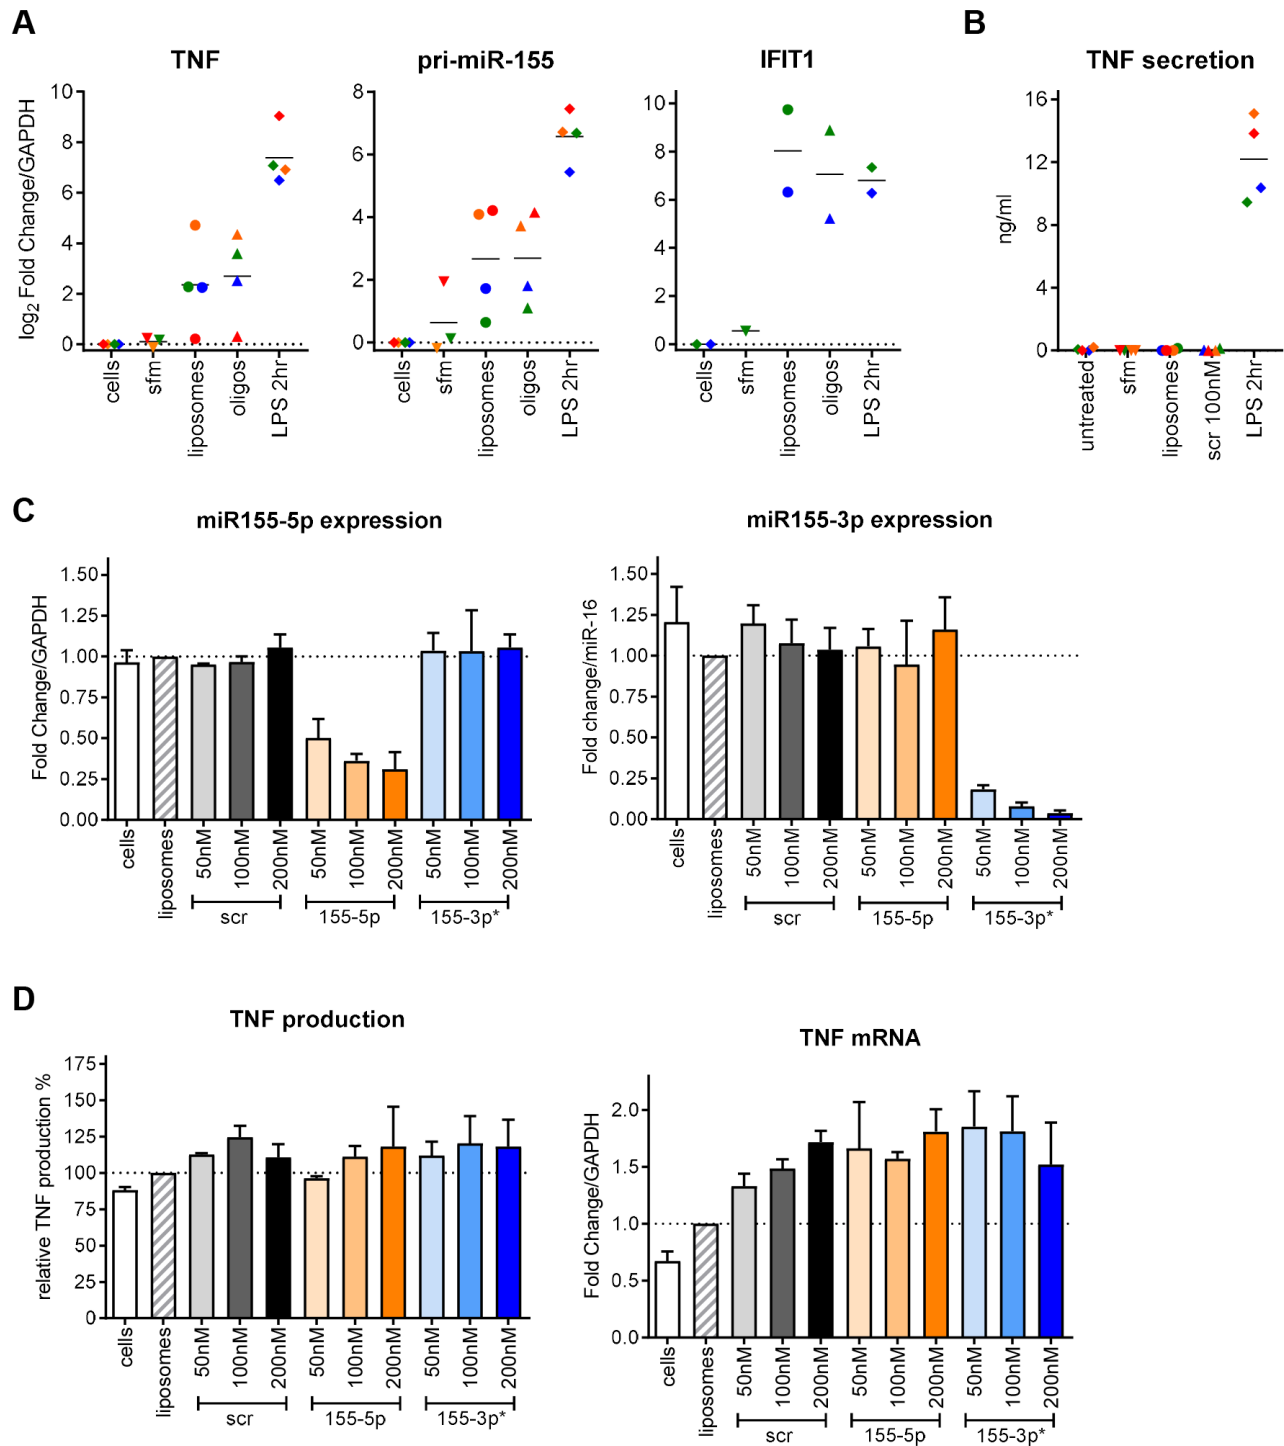 A
B
TNF
pri-miR-155
IFIT1
TNF secretion
log2 Fold Change/GAPDH
10
8
6
4
2
0
cells
sfm
liposomes
oligos
LPS 2hr
8
6
4
2
0
cells
sfm
liposomes
oligos
LPS 2hr
10
8
6
4
2
0
cells
sfm
liposomes
oligos
LPS 2hr
ng/ml
16
12
8
4
0
untreated
sfm
liposomes
scr 100nM
LPS 2hr
C
miR155-5p expression
Fold Change/GAPDH
1.50
1.25
1.00
0.75
0.50
0.25
0.00
cells
liposomes
50nM
100nM
200nM
50nM
100nM
200nM
50nM
100nM
200nM
scr
155-5p
155-3p*
miR155-3p expression
Fold change/miR-16
1.50
1.25
1.00
0.75
0.50
0.25
0.00
cells
liposomes
50nM
100nM
200nM
50nM
100nM
200nM
50nM
100nM
200nM
scr
155-5p
155-3p*
D
TNF production
relative TNF production %
175
150
125
100
75
50
25
0
cells
liposomes
50nM
100nM
200nM
50nM
100nM
200nM
50nM
100nM
200nM
scr
155-5p
155-3p*
TNF mRNA
Fold Change/GAPDH
2.0
1.5
1.0
0.5
0.0
cells
liposomes
50nM
100nM
200nM
50nM
100nM
200nM
50nM
100nM
200nM
scr
155-5p
155-3p*